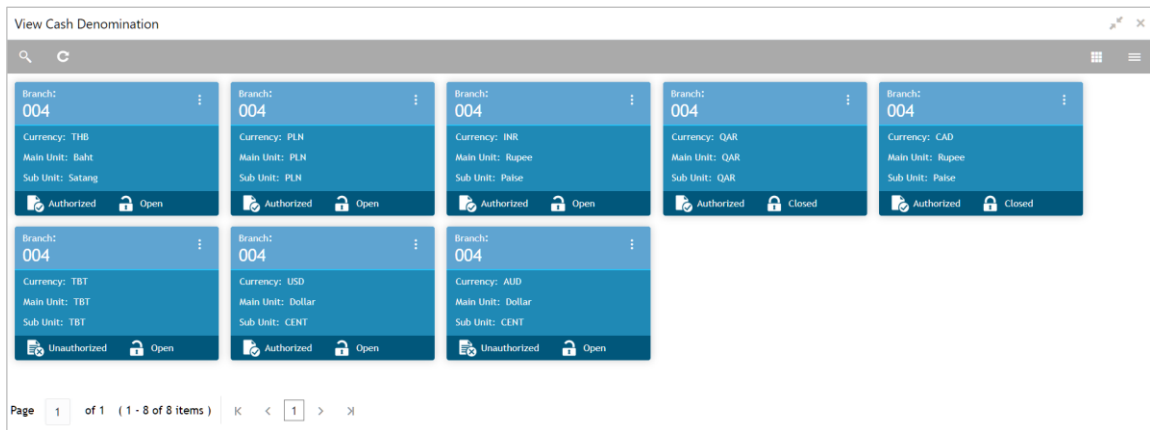 View Cash Denomination
Branch:
004
Currency: THB
Main Unit: Baht
Sub Unit: Satang
Authorized Open
Branch:
004
Currency: PLN
Main Unit: PLN
Sub Unit: PLN
Authorized Open
Branch:
004
Currency: INR
Main Unit: Rupee
Sub Unit: Paise
Authorized Open
Branch:
004
Currency: QAR
Main Unit: QAR
Sub Unit: QAR
Authorized Closed
Branch:
004
Currency: CAD
Main Unit: Rupee
Sub Unit: Paise
Authorized Closed
Branch:
004
Currency: TBT
Main Unit: TBT
Sub Unit: TBT
Unauthorized Open
Branch:
004
Currency: USD
Main Unit: Dollar
Sub Unit: CENT
Authorized Open
Branch:
004
Currency: AUD
Main Unit: Dollar
Sub Unit: CENT
Unauthorized Open
Page 1 of 1 ( 1 - 8 of 8 items ) 1